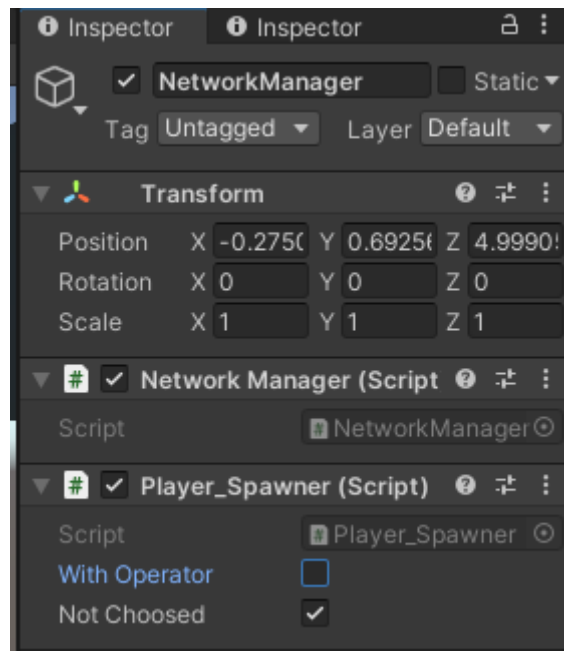 Inspector Inspector
NetworkManager Static
Tag Untagged Layer Default
Transform
Position X -0.275( Y 0.6925( Z 4.9990!
Rotation X 0 Y 0 Z 0
Scale X 1 Y 1 Z 1
# Network Manager (Script
Script NetworkManager
# Player_Spawner (Script)
Script Player_Spawner
With Operator
Not Choosed